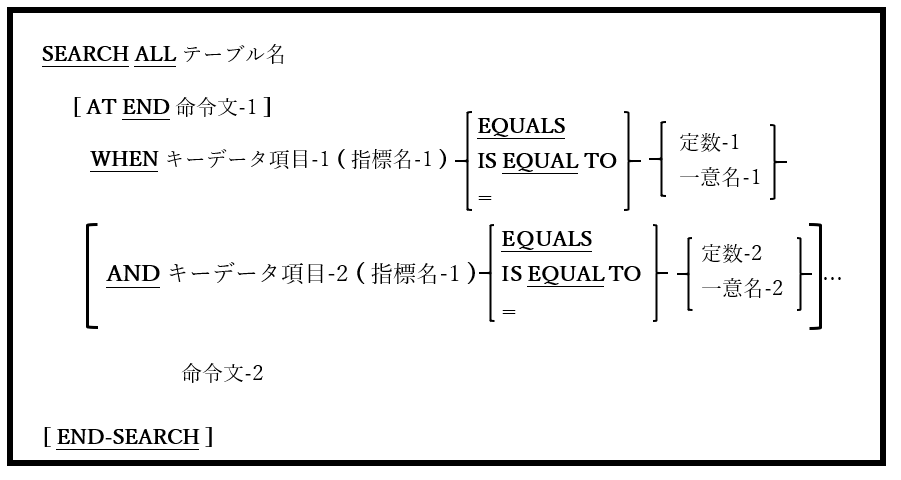 SEARCH ALL テーブル名
[ AT END 命令文-1 ]
EQUALS
WHEN キーデータ項目-1 ( 指標名-1 ) IS EQUAL TO
=
定数-1
一意名-1
EQUALS
AND キーデータ項目-2 ( 指標名-1 ) IS EQUAL TO
=
定数-2
一意名-2
...
命令文-2
[ END-SEARCH ]